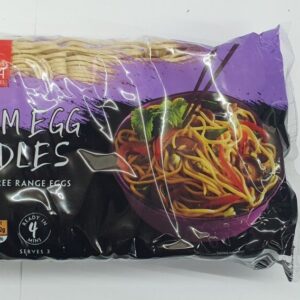 M EGG
DLES
EE RANGE EGGS
READY IN
4
MINS
SERVES 3